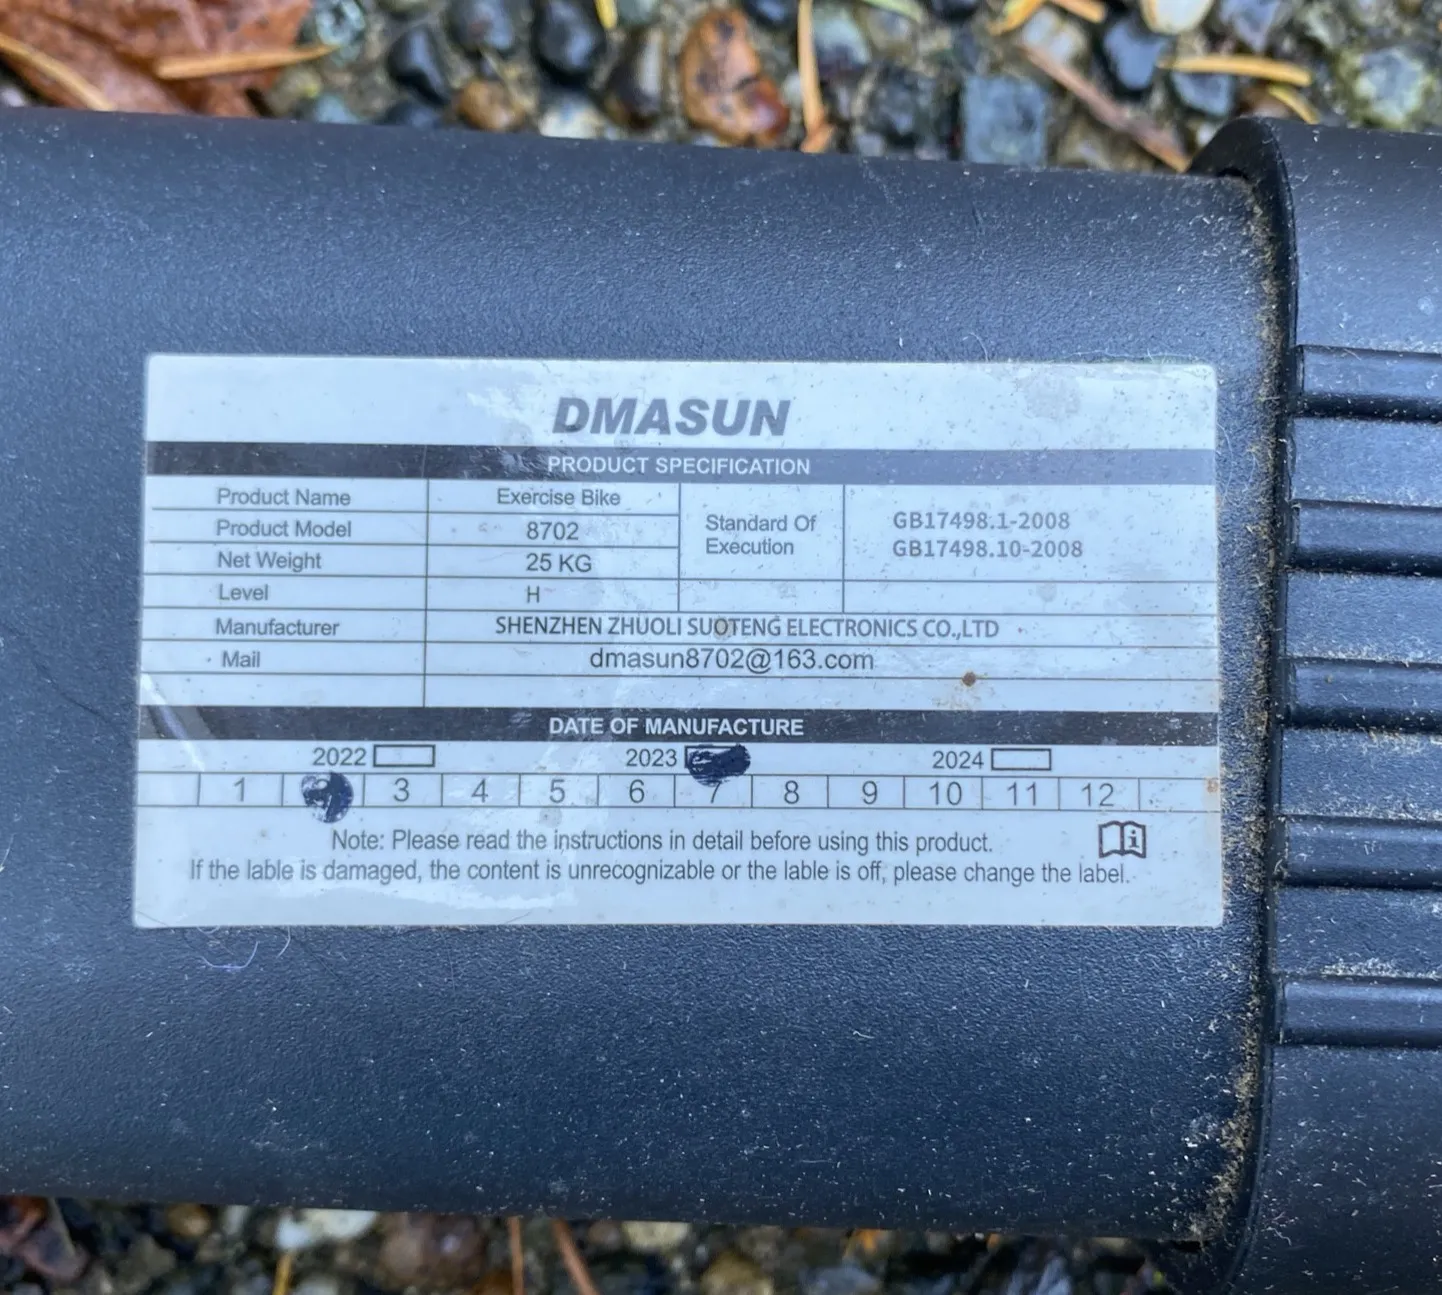 DMASUN
PRODUCT SPECIFICATION
Product Name Exercise Bike
Product Model 8702
Net Weight 25 KG
Level H
Standard Of
Execution
GB17498.1-2008
GB17498.10-2008
Manufacturer SHENZHEN ZHUOLI SUOTENG ELECTRONICS CO.,LTD
Mail dmasun8702@163.com
DATE OF MANUFACTURE
2022 2023 2024
1 3 4 5 6 7 8 9 10 11 12
Note: Please read the instructions in detail before using this product.
If the lable is damaged, the content is unrecognizable or the lable is off, please change the label.